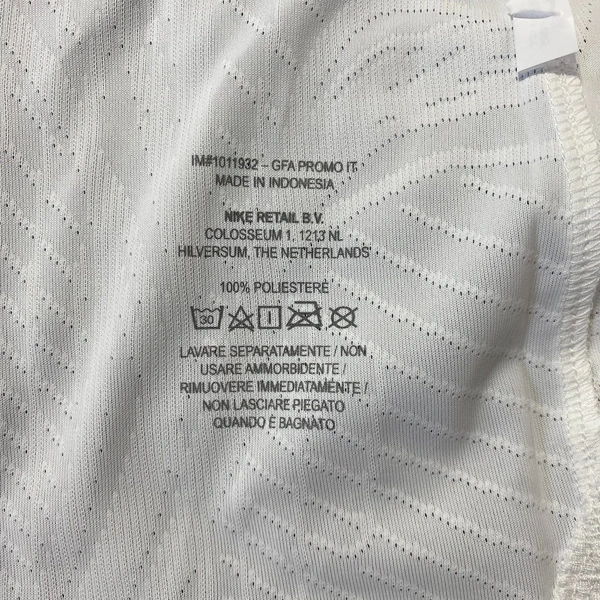 IM#1011932 – GFA PROMO IT
MADE IN INDONESIA
NIKE RETAIL B.V.
COLOSSEUM 1, 1213 NL
HILVERSUM, THE NETHERLANDS
100% POLIESTERE
30
LAVARE SEPARATAMENTE / NON
USARE AMMORBIDENTE /
RIMUOVERE IMMEDIATAMENTE /
NON LASCIARE PIEGATO
QUANDO È BAGNATO